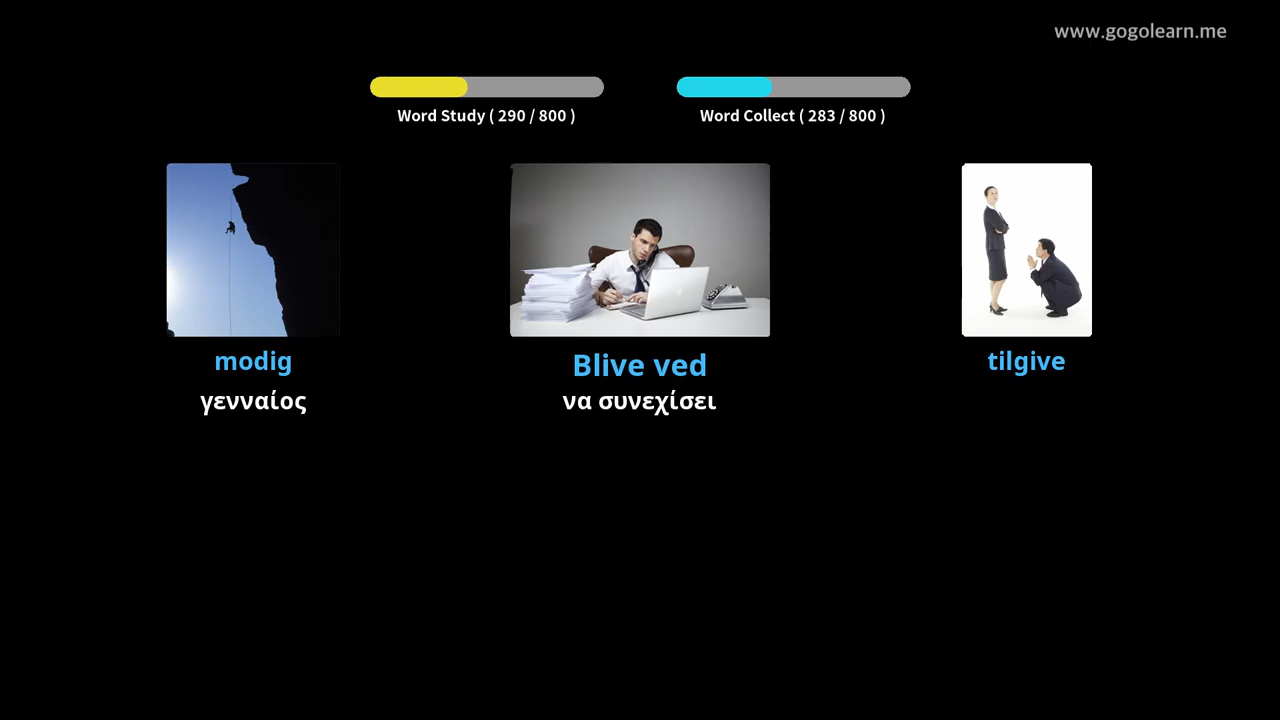 www.gogolearn.me
Word Study ( 290 / 800 )
Word Collect ( 283 / 800 )
modig
γενναίος
Blive ved
να συνεχίσει
tilgive